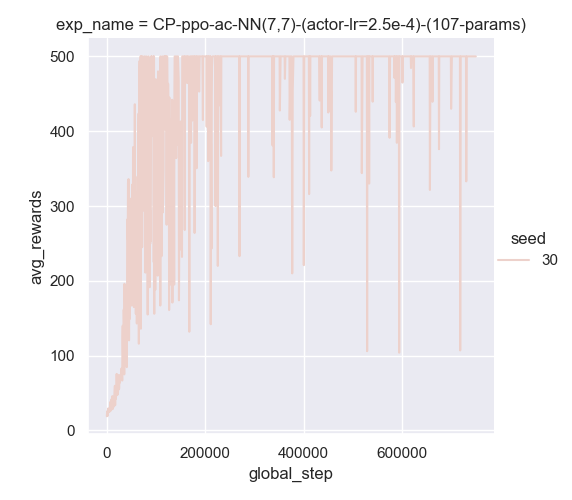 exp_name = CP-ppo-ac-NN(7,7)-(actor-lr=2.5e-4)-(107-params)
500
400
300
200
100
0
avg_rewards
0 200000 400000 600000
global_step
seed
30